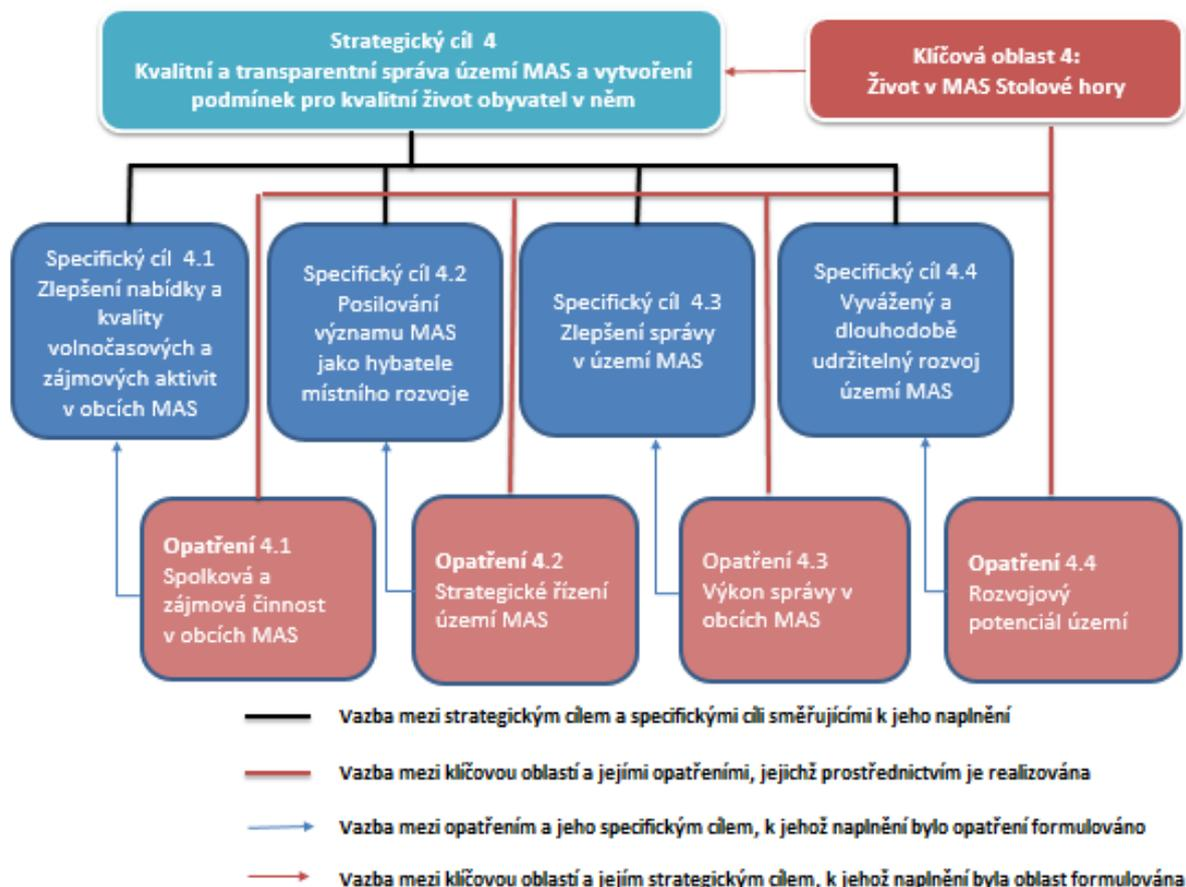 Strategický cíl 4
Kvalitní a transparentní správa území MAS a vytvoření
podmínek pro kvalitní život obyvatel v něm
Klíčová oblast 4:
Život v MAS Stolové hory
Specifický cíl 4.1
Zlepšení nabídky a
kvality
volnočasových a
zájmových aktivit
v obcích MAS
Specifický cíl 4.2
Posilování
významu MAS
jako hybatele
místního rozvoje
Specifický cíl 4.3
Zlepšení správy
v území MAS
Specifický cíl 4.4
Vyvážený a
dlouhodobě
udržitelný rozvoj
území MAS
Opatření 4.1
Spolková a
zájmová činnost
v obcích MAS
Opatření 4.2
Strategické řízení
území MAS
Opatření 4.3
Výkon správy v
obcích MAS
Opatření 4.4
Rozvojový
potenciál území
Vazba mezi strategickým cílem a specifickými cíli směřujícími k jeho naplnění
Vazba mezi klíčovou oblastí a jejími opatřeními, jejichž prostřednictvím je realizována
Vazba mezi opatřením a jeho specifickým cílem, k jehož naplnění bylo opatření formulováno
Vazba mezi klíčovou oblastí a jejím strategickým cílem, k jehož naplnění byla oblast formulována